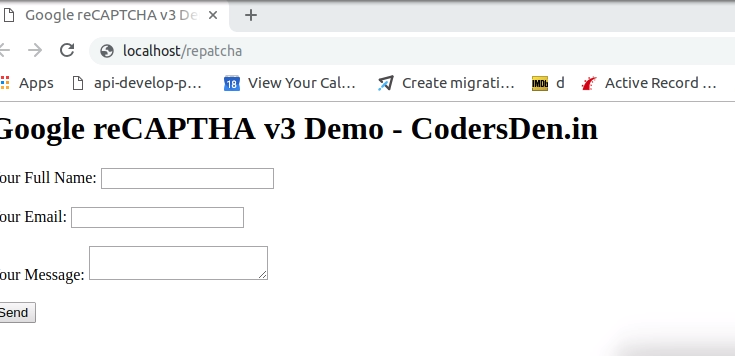 Google reCAPTHA v3 De
localhost/repatcha
Apps api-develop-p... 18 View Your Cal... Create migrati... IMDb d Active Record ...
Google reCAPTHA v3 Demo - CodersDen.in
our Full Name:
our Email:
our Message:
Send